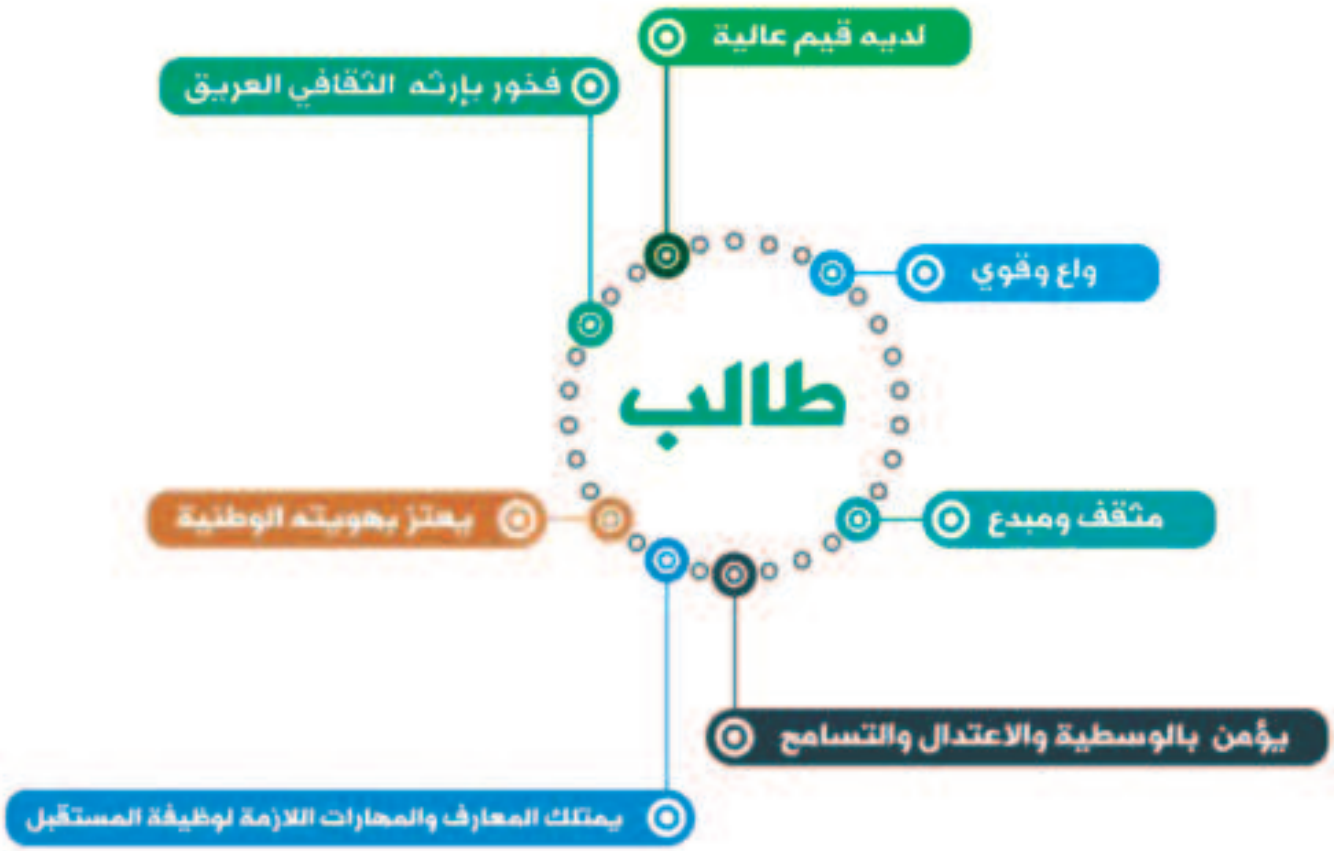 لديه قيم عالية
فخور بإرثه الثقافي العريق
واع وقوي
طالب
مثقف ومبدع
يعتز بهويته الوطنية
يؤمن بالوسطية والاعتدال والتسامح
يمتلك المعارف والمهارات اللازمة لوظيفة المستقبل